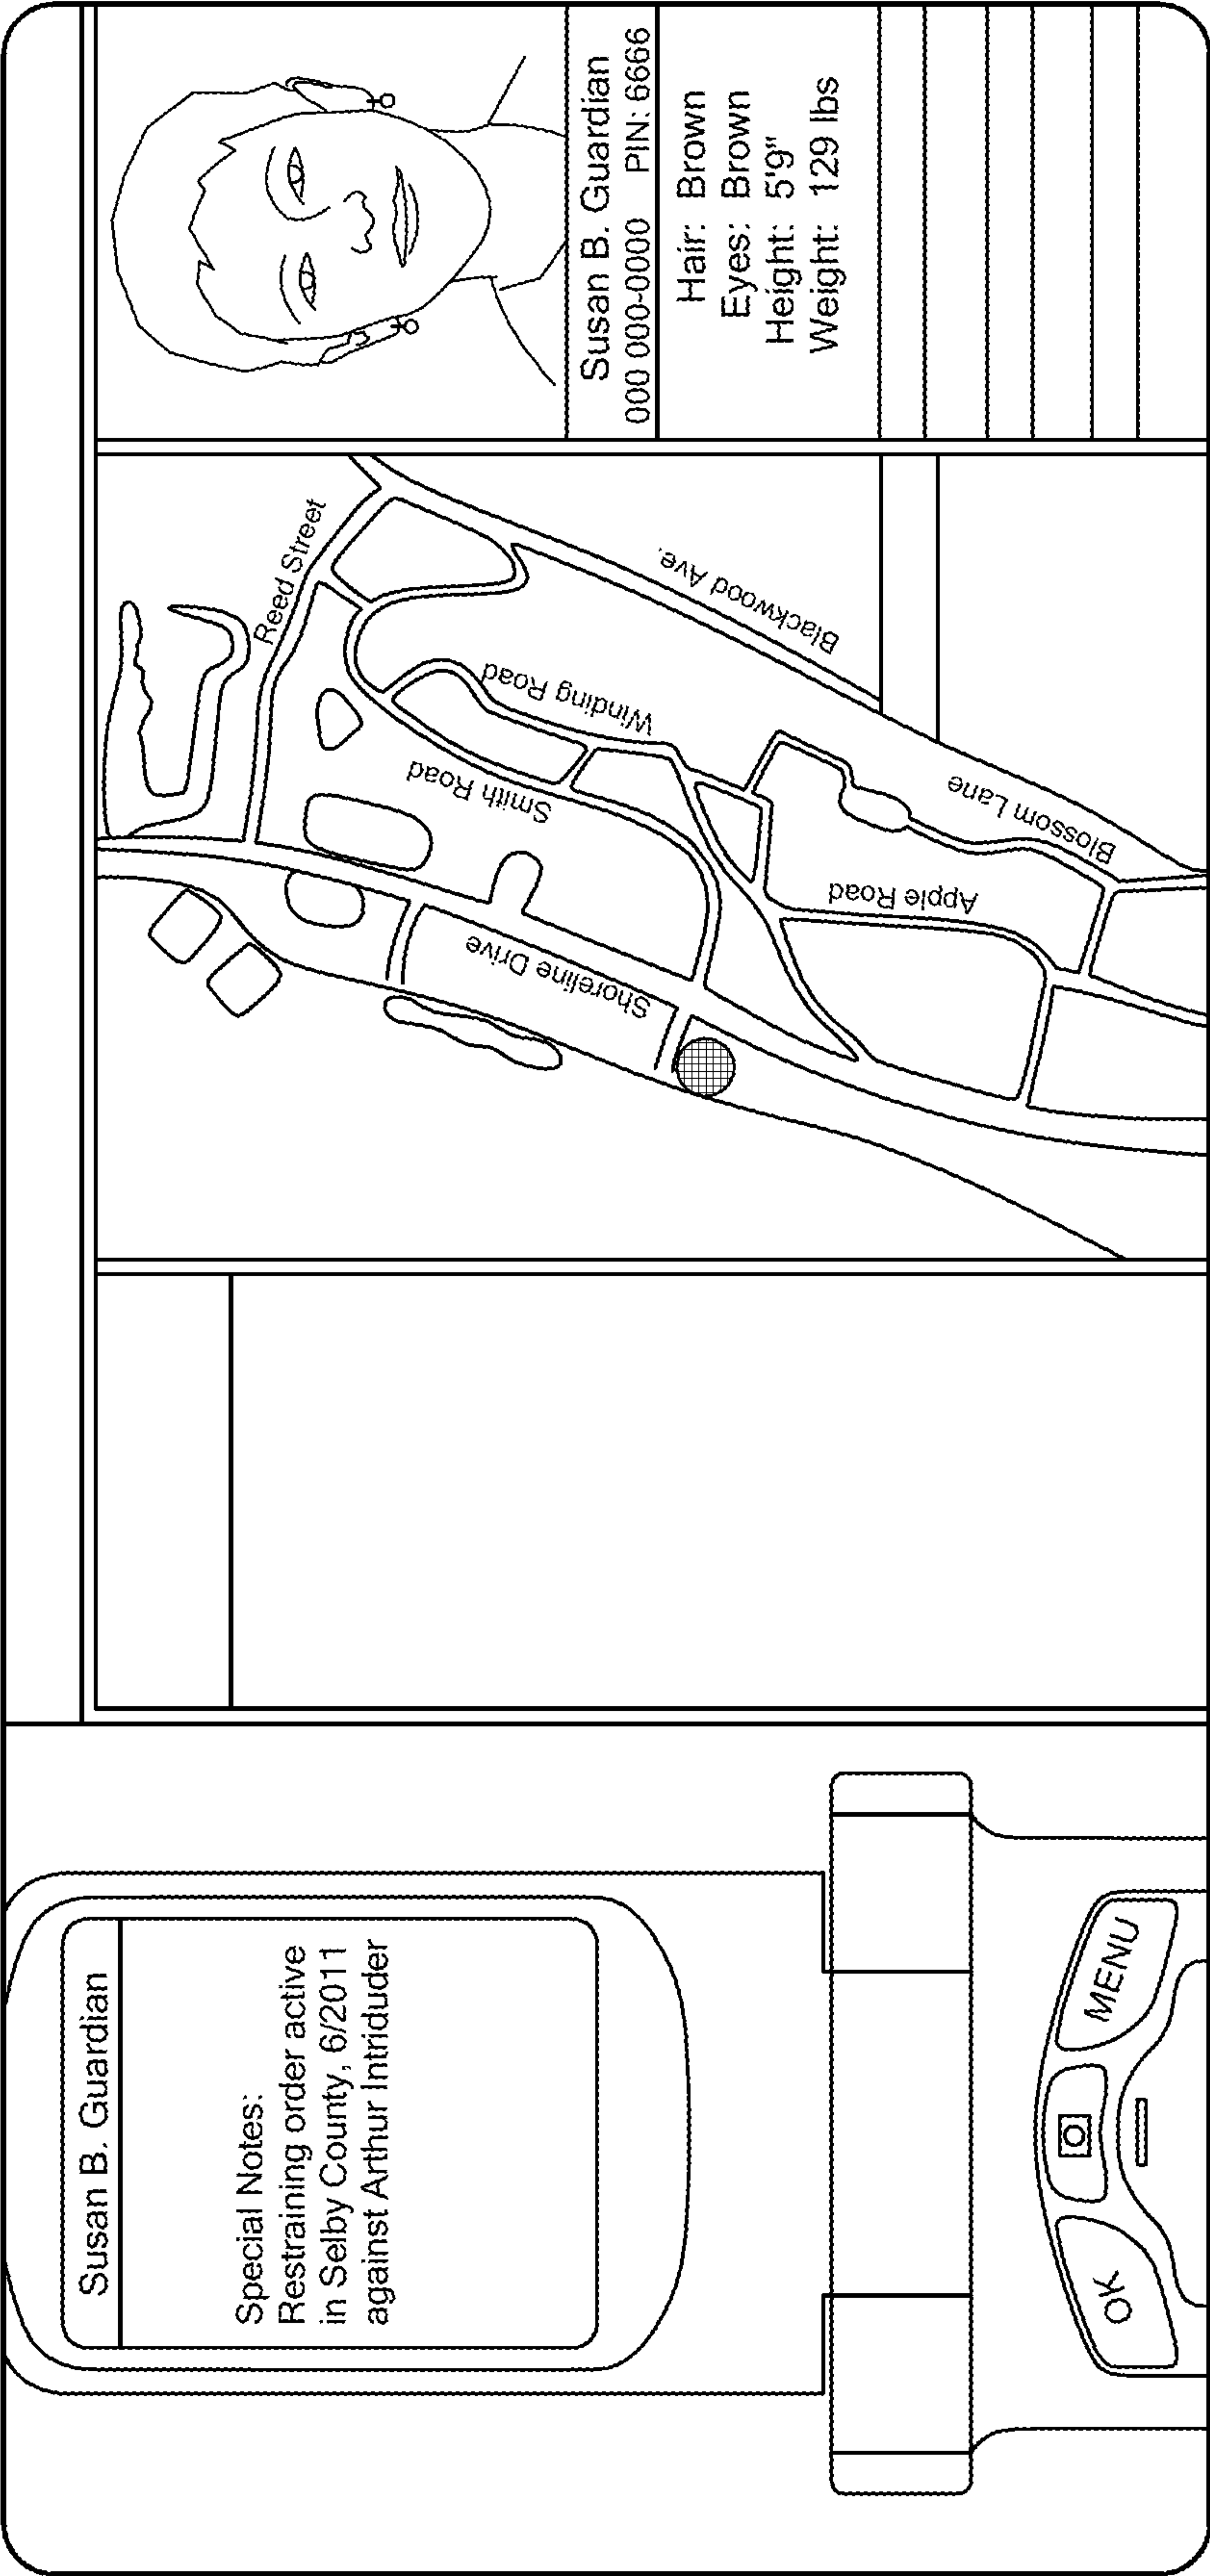 Susan B. Guardian
Special Notes:
Restraining order active
in Selby County, 6/2011
against Arthur Intriduder
OK
MENU
Reed Street
Blackwood Ave.
Winding Road
Smith Road
Shoreline Drive
Apple Road
Blossom Lane
Susan B. Guardian
000 000-0000 PIN: 6666
Hair: Brown
Eyes: Brown
Height: 5'9"
Weight: 129 lbs